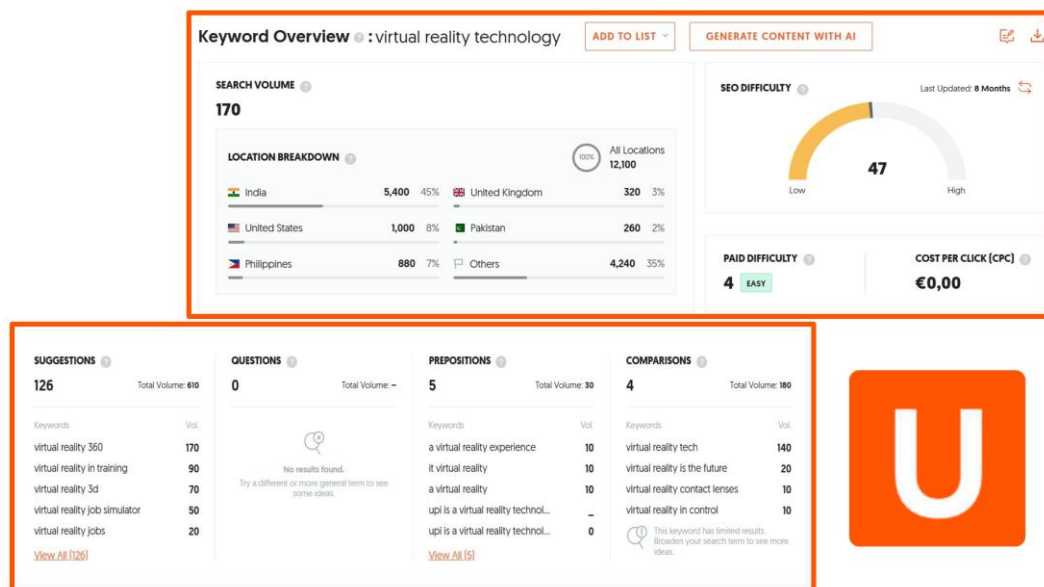 Keyword Overview ? : virtual reality technology ADD TO LIST GENERATE CONTENT WITH AI
SEARCH VOLUME ?
170
LOCATION BREAKDOWN ?
100%
All Locations
12,100
India 5,400 45% United Kingdom 320 3%
United States 1,000 8% Pakistan 260 2%
Philippines 880 7% Others 4,240 35%
SEO DIFFICULTY ? Last Updated: 8 Months
47
Low High
PAID DIFFICULTY ? COST PER CLICK (CPC) ?
4 EASY €0,00
SUGGESTIONS ?
126 Total Volume: 610
Keywords Vol.
virtual reality 360 170
virtual reality in training 90
virtual reality 3d 70
virtual reality job simulator 50
virtual reality jobs 20
View All (126)
QUESTIONS ?
0 Total Volume: –
No results found.
Try a different or more general term to see
some ideas.
PREPOSITIONS ?
5 Total Volume: 30
Keywords Vol.
a virtual reality experience 10
it virtual reality 10
a virtual reality 10
upi is a virtual reality technol... –
upi is a virtual reality technol... 0
View All (5)
COMPARISONS ?
4 Total Volume: 180
Keywords Vol.
virtual reality tech 140
virtual reality is the future 20
virtual reality contact lenses 10
virtual reality in control 10
This keyword has limited results.
Broaden your search term to see more
ideas.
U